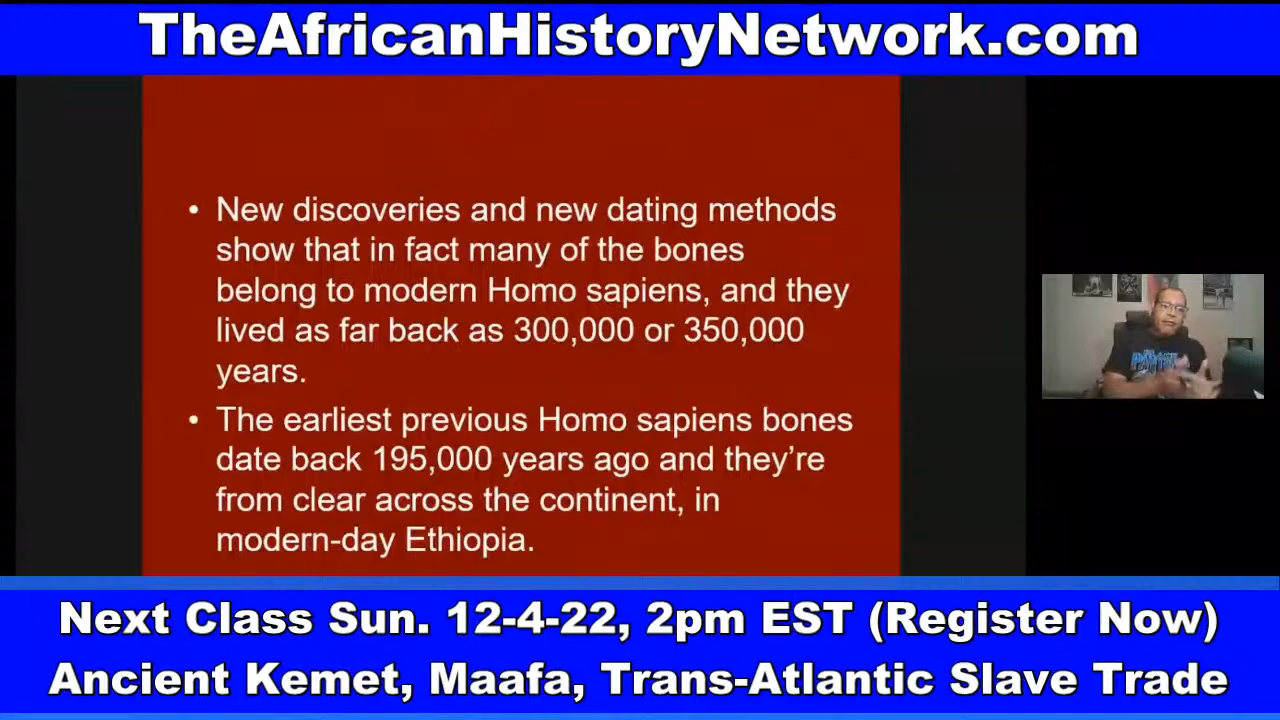 TheAfricanHistoryNetwork.com
• New discoveries and new dating methods
show that in fact many of the bones
belong to modern Homo sapiens, and they
lived as far back as 300,000 or 350,000
years.
• The earliest previous Homo sapiens bones
date back 195,000 years ago and they’re
from clear across the continent, in
modern-day Ethiopia.
Next Class Sun. 12-4-22, 2pm EST (Register Now)
Ancient Kemet, Maafa, Trans-Atlantic Slave Trade